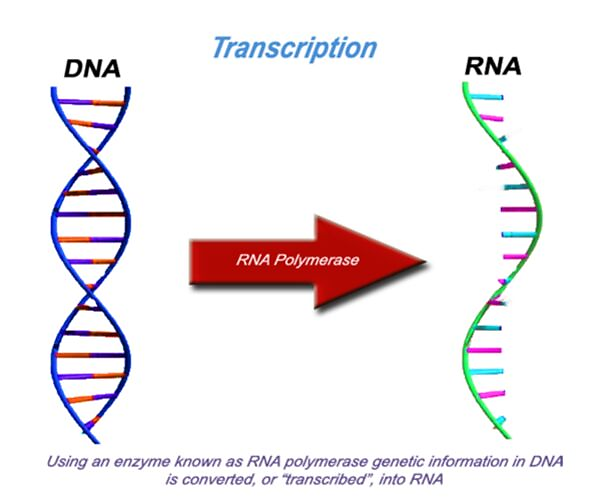 Transcription
DNA
RNA
RNA Polymerase
Using an enzyme known as RNA polymerase genetic information in DNA
is converted, or “transcribed”, into RNA